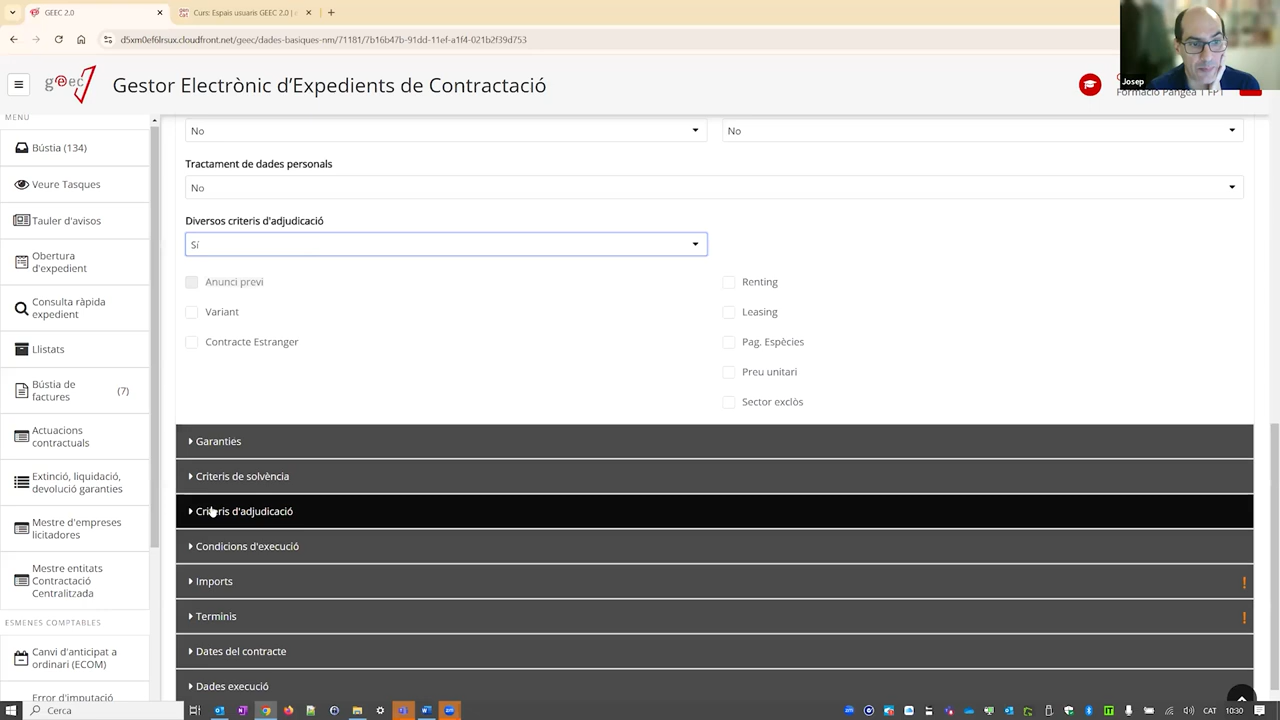 GEEC 2.0
Curs: Espais usuaris GEEC 2.0 | 
d5xm0ef6lrsux.cloudfront.net/geec/dades-basiques-nm/71181/7b16b47b-91dd-11ef-a1f4-021b2f39d753
geec
Gestor Electrònic d'Expedients de Contractació
Josep
Formació Pangea 1 FPT
MENÚ
Bústia (134)
Veure Tasques
Tauler d'avisos
Obertura
d'expedient
Consulta ràpida
expedient
Llistats
Bústia de
factures
(7)
Actuacions
contractuals
Extinció, liquidació,
devolució garanties
Mestre d'empreses
licitadores
Mestre entitats
Contractació
Centralitzada
ESMENES COMPTABLES
Canvi d'anticipat a
ordinari (ECOM)
Error d'imputació
No
No
Tractament de dades personals
No
Diversos criteris d'adjudicació
Sí
Anunci previ
Renting
Variant
Leasing
Contracte Estranger
Pag. Espècies
Preu unitari
Sector exclòs
Garanties
Criteris de solvència
Criteris d'adjudicació
Condicions d'execució
Imports !
Terminis !
Dates del contracte
Dades execució
Cerca
CAT
10:30